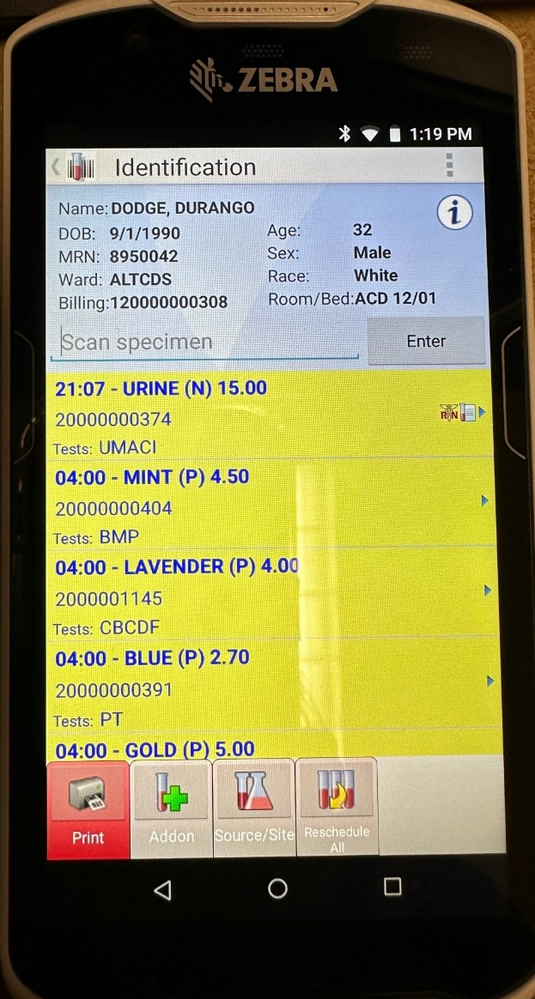 ZEBRA
1:19 PM
Identification
Name: DODGE, DURANGO
DOB: 9/1/1990 Age: 32
MRN: 8950042 Sex: Male
Ward: ALTCDS Race: White
Billing:120000000308 Room/Bed:ACD 12/01
Scan specimen Enter
21:07 - URINE (N) 15.00
20000000374 RN
Tests: UMACI
04:00 - MINT (P) 4.50
20000000404
Tests: BMP
04:00 - LAVENDER (P) 4.00
2000001145
Tests: CBCDF
04:00 - BLUE (P) 2.70
20000000391
Tests: PT
04:00 - GOLD (P) 5.00
Print Addon Source/Site Reschedule
All